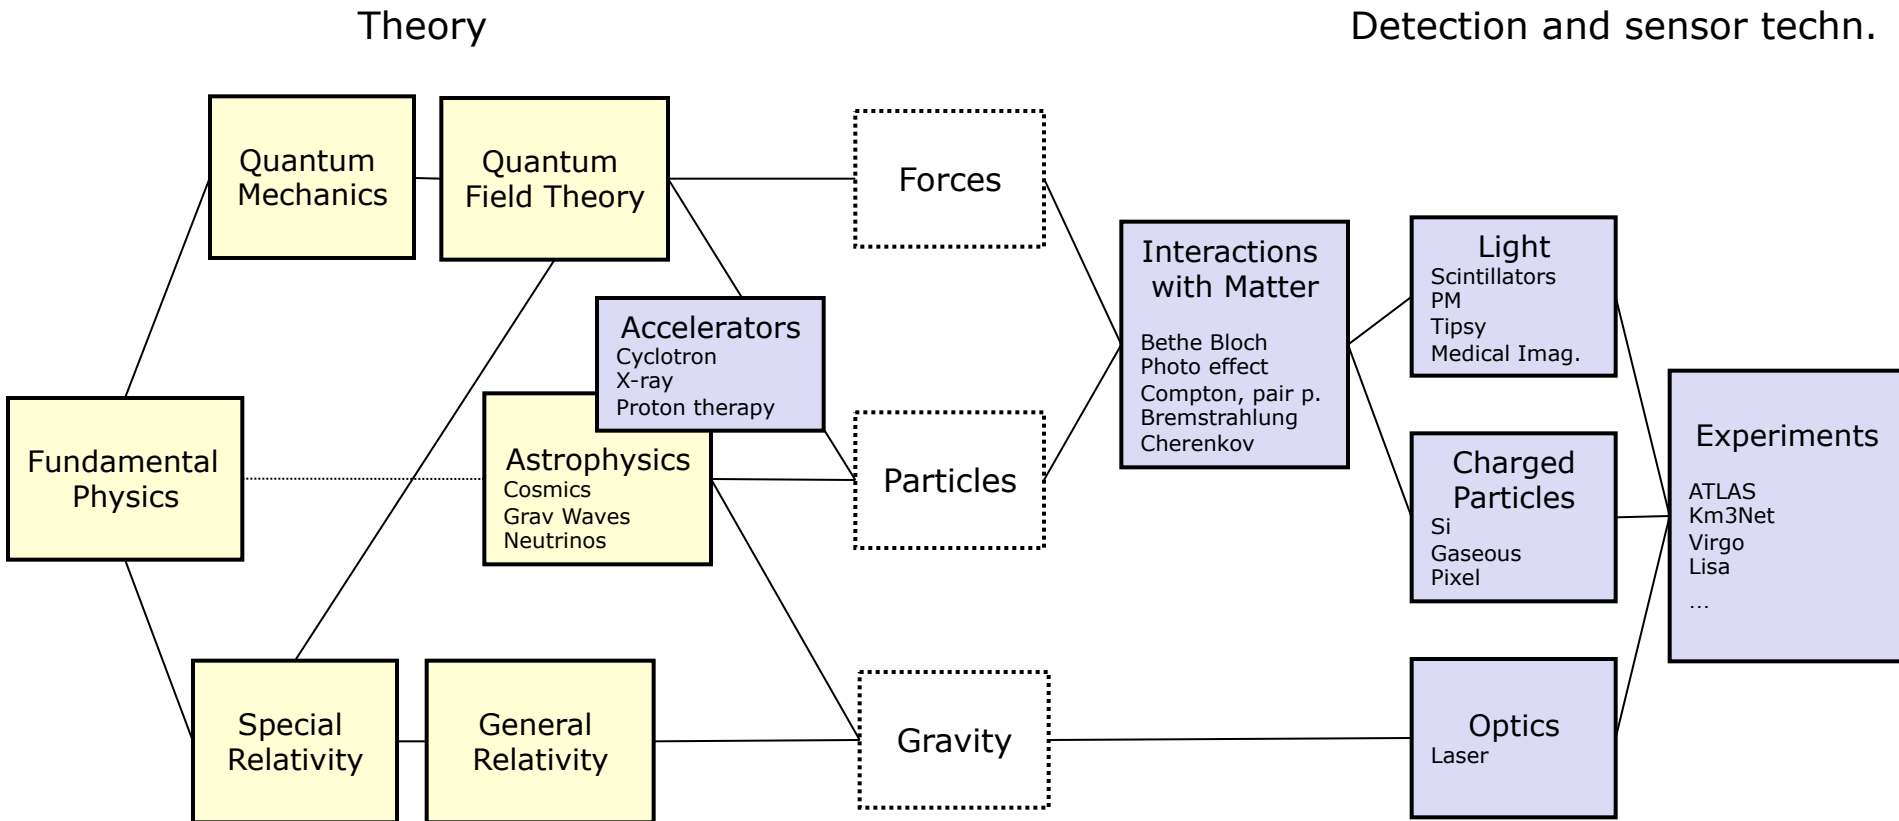 Theory
Detection and sensor techn.
Quantum
Mechanics
Quantum
Field Theory
Forces
Interactions
with Matter
Bethe Bloch
Photo effect
Compton, pair p.
Bremstrahlung
Cherenkov
Light
Scintillators
PM
Tipsy
Medical Imag.
Accelerators
Cyclotron
X-ray
Proton therapy
Fundamental
Physics
Astrophysics
Cosmics
Grav Waves
Neutrinos
Particles
Charged
Particles
Si
Gaseous
Pixel
Experiments
ATLAS
Km3Net
Virgo
Lisa
...
Special
Relativity
General
Relativity
Gravity
Optics
Laser